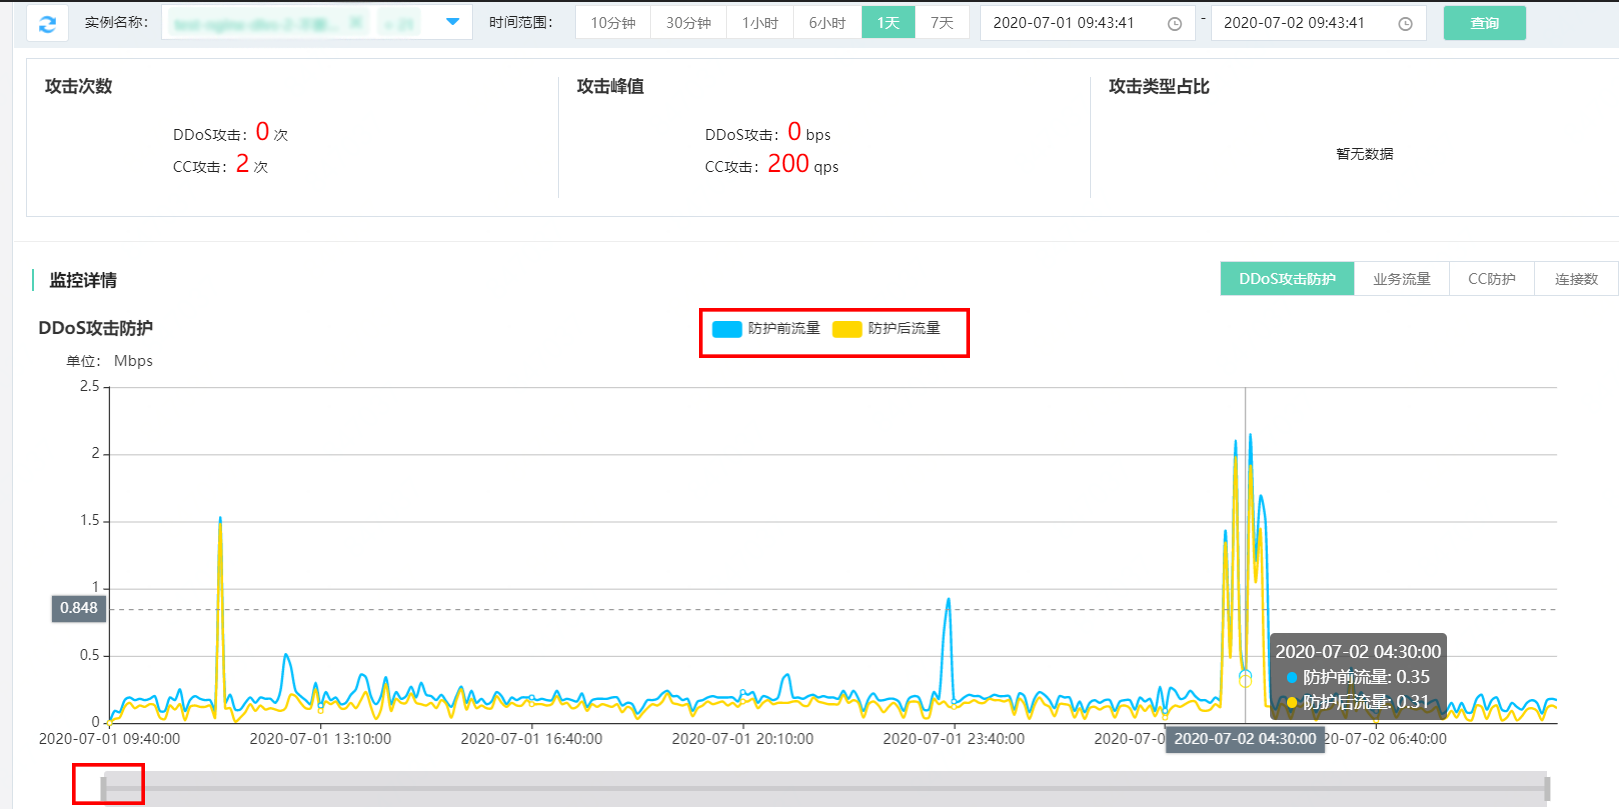 实例名称：
时间范围： 10分钟 30分钟 1小时 6小时 1天 7天 2020-07-01 09:43:41 - 2020-07-02 09:43:41 查询
攻击次数
DDoS攻击：0 次
CC攻击：2 次
攻击峰值
DDoS攻击：0 bps
CC攻击：200 qps
攻击类型占比
暂无数据
监控详情
DDoS攻击防护 业务流量 CC防护 连接数
DDoS攻击防护
防护前流量 防护后流量
单位： Mbps
2.5
2
1.5
1
0.848
0.5
0
2020-07-02 04:30:00
防护前流量: 0.35
防护后流量: 0.31
2020-07-01 09:40:00 2020-07-01 13:10:00 2020-07-01 16:40:00 2020-07-01 20:10:00 2020-07-01 23:40:00 2020-07-0 2020-07-02 04:30:00 020-07-02 06:40:00